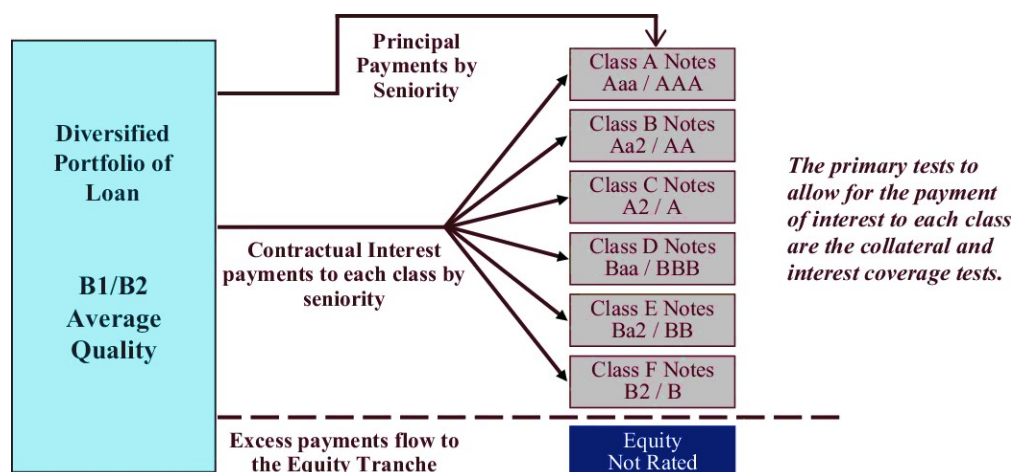 Diversified
Portfolio of
Loan
B1/B2
Average
Quality
Principal
Payments by
Seniority
Contractual Interest
payments to each class by
seniority
Class A Notes
Aaa / AAA
Class B Notes
Aa2 / AA
Class C Notes
A2 / A
Class D Notes
Baa / BBB
Class E Notes
Ba2 / BB
Class F Notes
B2 / B
The primary tests to
allow for the payment
of interest to each class
are the collateral and
interest coverage tests.
Excess payments flow to
the Equity Tranche
Equity
Not Rated